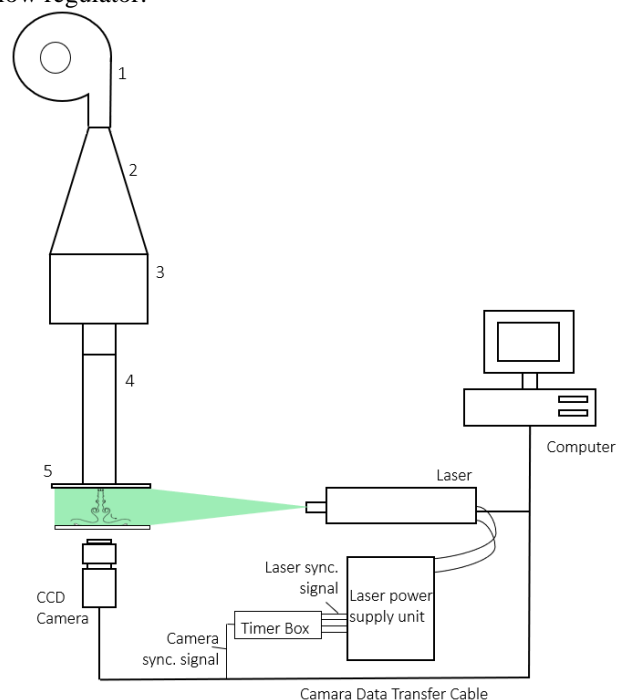 low regulator.
1
2
3
4
5
Computer
Laser
Laser sync.
signal
Laser power
supply unit
CCD
Camera
Timer Box
Camera
sync. signal
Camara Data Transfer Cable